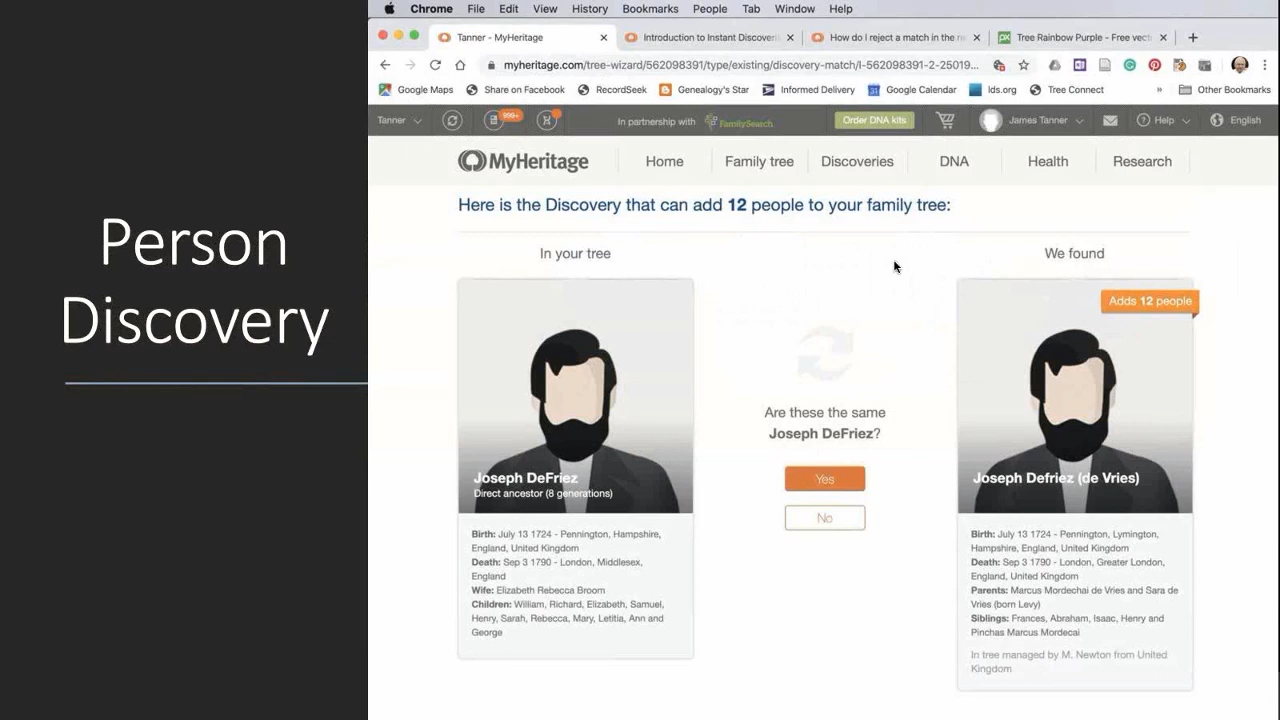 Person
Discovery
Chrome File Edit View History Bookmarks People Tab Window Help
Tanner - MyHeritage
Introduction to Instant Discoveri
How do I reject a match in the n
Tree Rainbow Purple - Free vect
myheritage.com/tree-wizard/562098391/type/existing/discovery-match/I-562098391-2-25019...
Google Maps Share on Facebook RecordSeek Genealogy's Star Informed Delivery Google Calendar lds.org Tree Connect » Other Bookmarks
Tanner 999+ In partnership with FamilySearch Order DNA kits James Tanner Help English
MyHeritage Home Family tree Discoveries DNA Health Research
Here is the Discovery that can add 12 people to your family tree:
In your tree
Joseph DeFriez
Direct ancestor (8 generations)
Birth: July 13 1724 - Pennington, Hampshire,
England, United Kingdom
Death: Sep 3 1790 - London, Middlesex,
England
Wife: Elizabeth Rebecca Broom
Children: William, Richard, Elizabeth, Samuel,
Henry, Sarah, Rebecca, Mary, Letitia, Ann and
George
Are these the same
Joseph DeFriez?
Yes
No
We found
Adds 12 people
Joseph Defriez (de Vries)
Birth: July 13 1724 - Pennington, Lymington,
Hampshire, England, United Kingdom
Death: Sep 3 1790 - London, Greater London,
England, United Kingdom
Parents: Marcus Mordechai de Vries and Sara de
Vries (born Levy)
Siblings: Frances, Abraham, Isaac, Henry and
Pinchas Marcus Mordecai
In tree managed by M. Newton from United
Kingdom